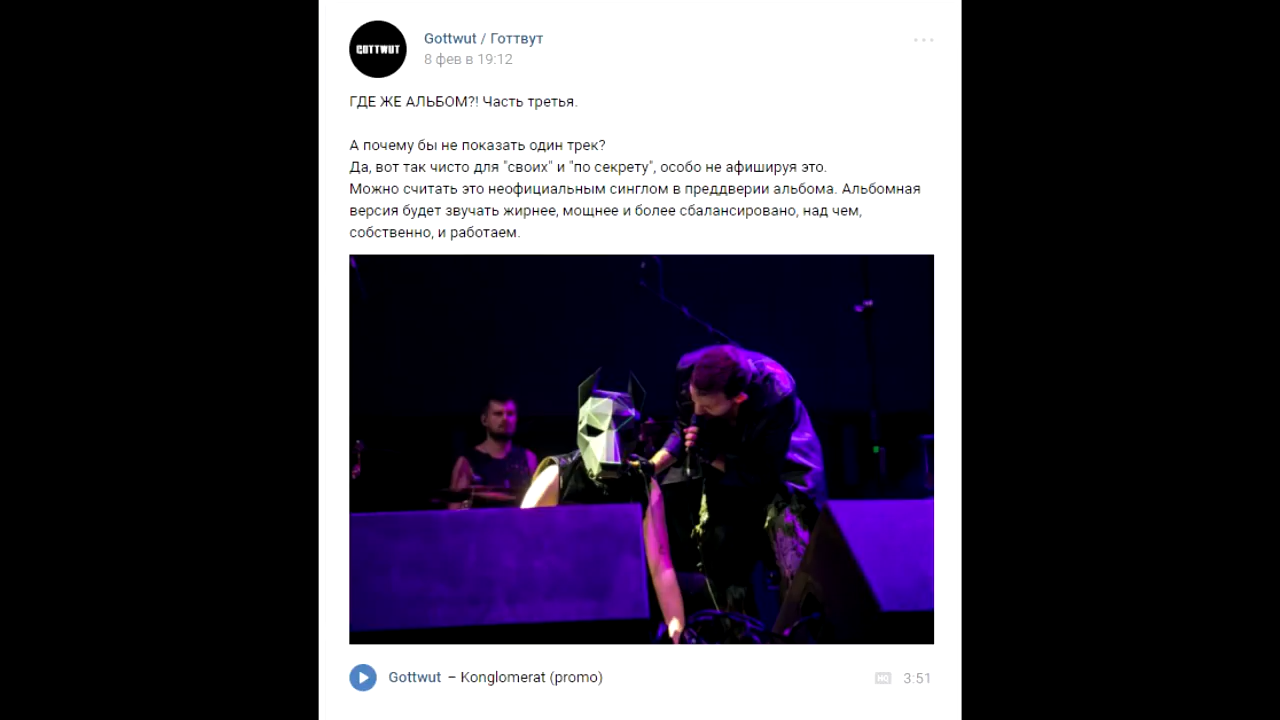 GOTTWUT
Gottwut / Готтвут
8 фев в 19:12
ГДЕ ЖЕ АЛЬБОМ?! Часть третья.
А почему бы не показать один трек?
Да, вот так чисто для "своих" и "по секрету", особо не афишируя это.
Можно считать это неофициальным синглом в преддверии альбома. Альбомная
версия будет звучать жирнее, мощнее и более сбалансировано, над чем,
собственно, и работаем.
Gottwut – Konglomerat (promo)
HQ 3:51